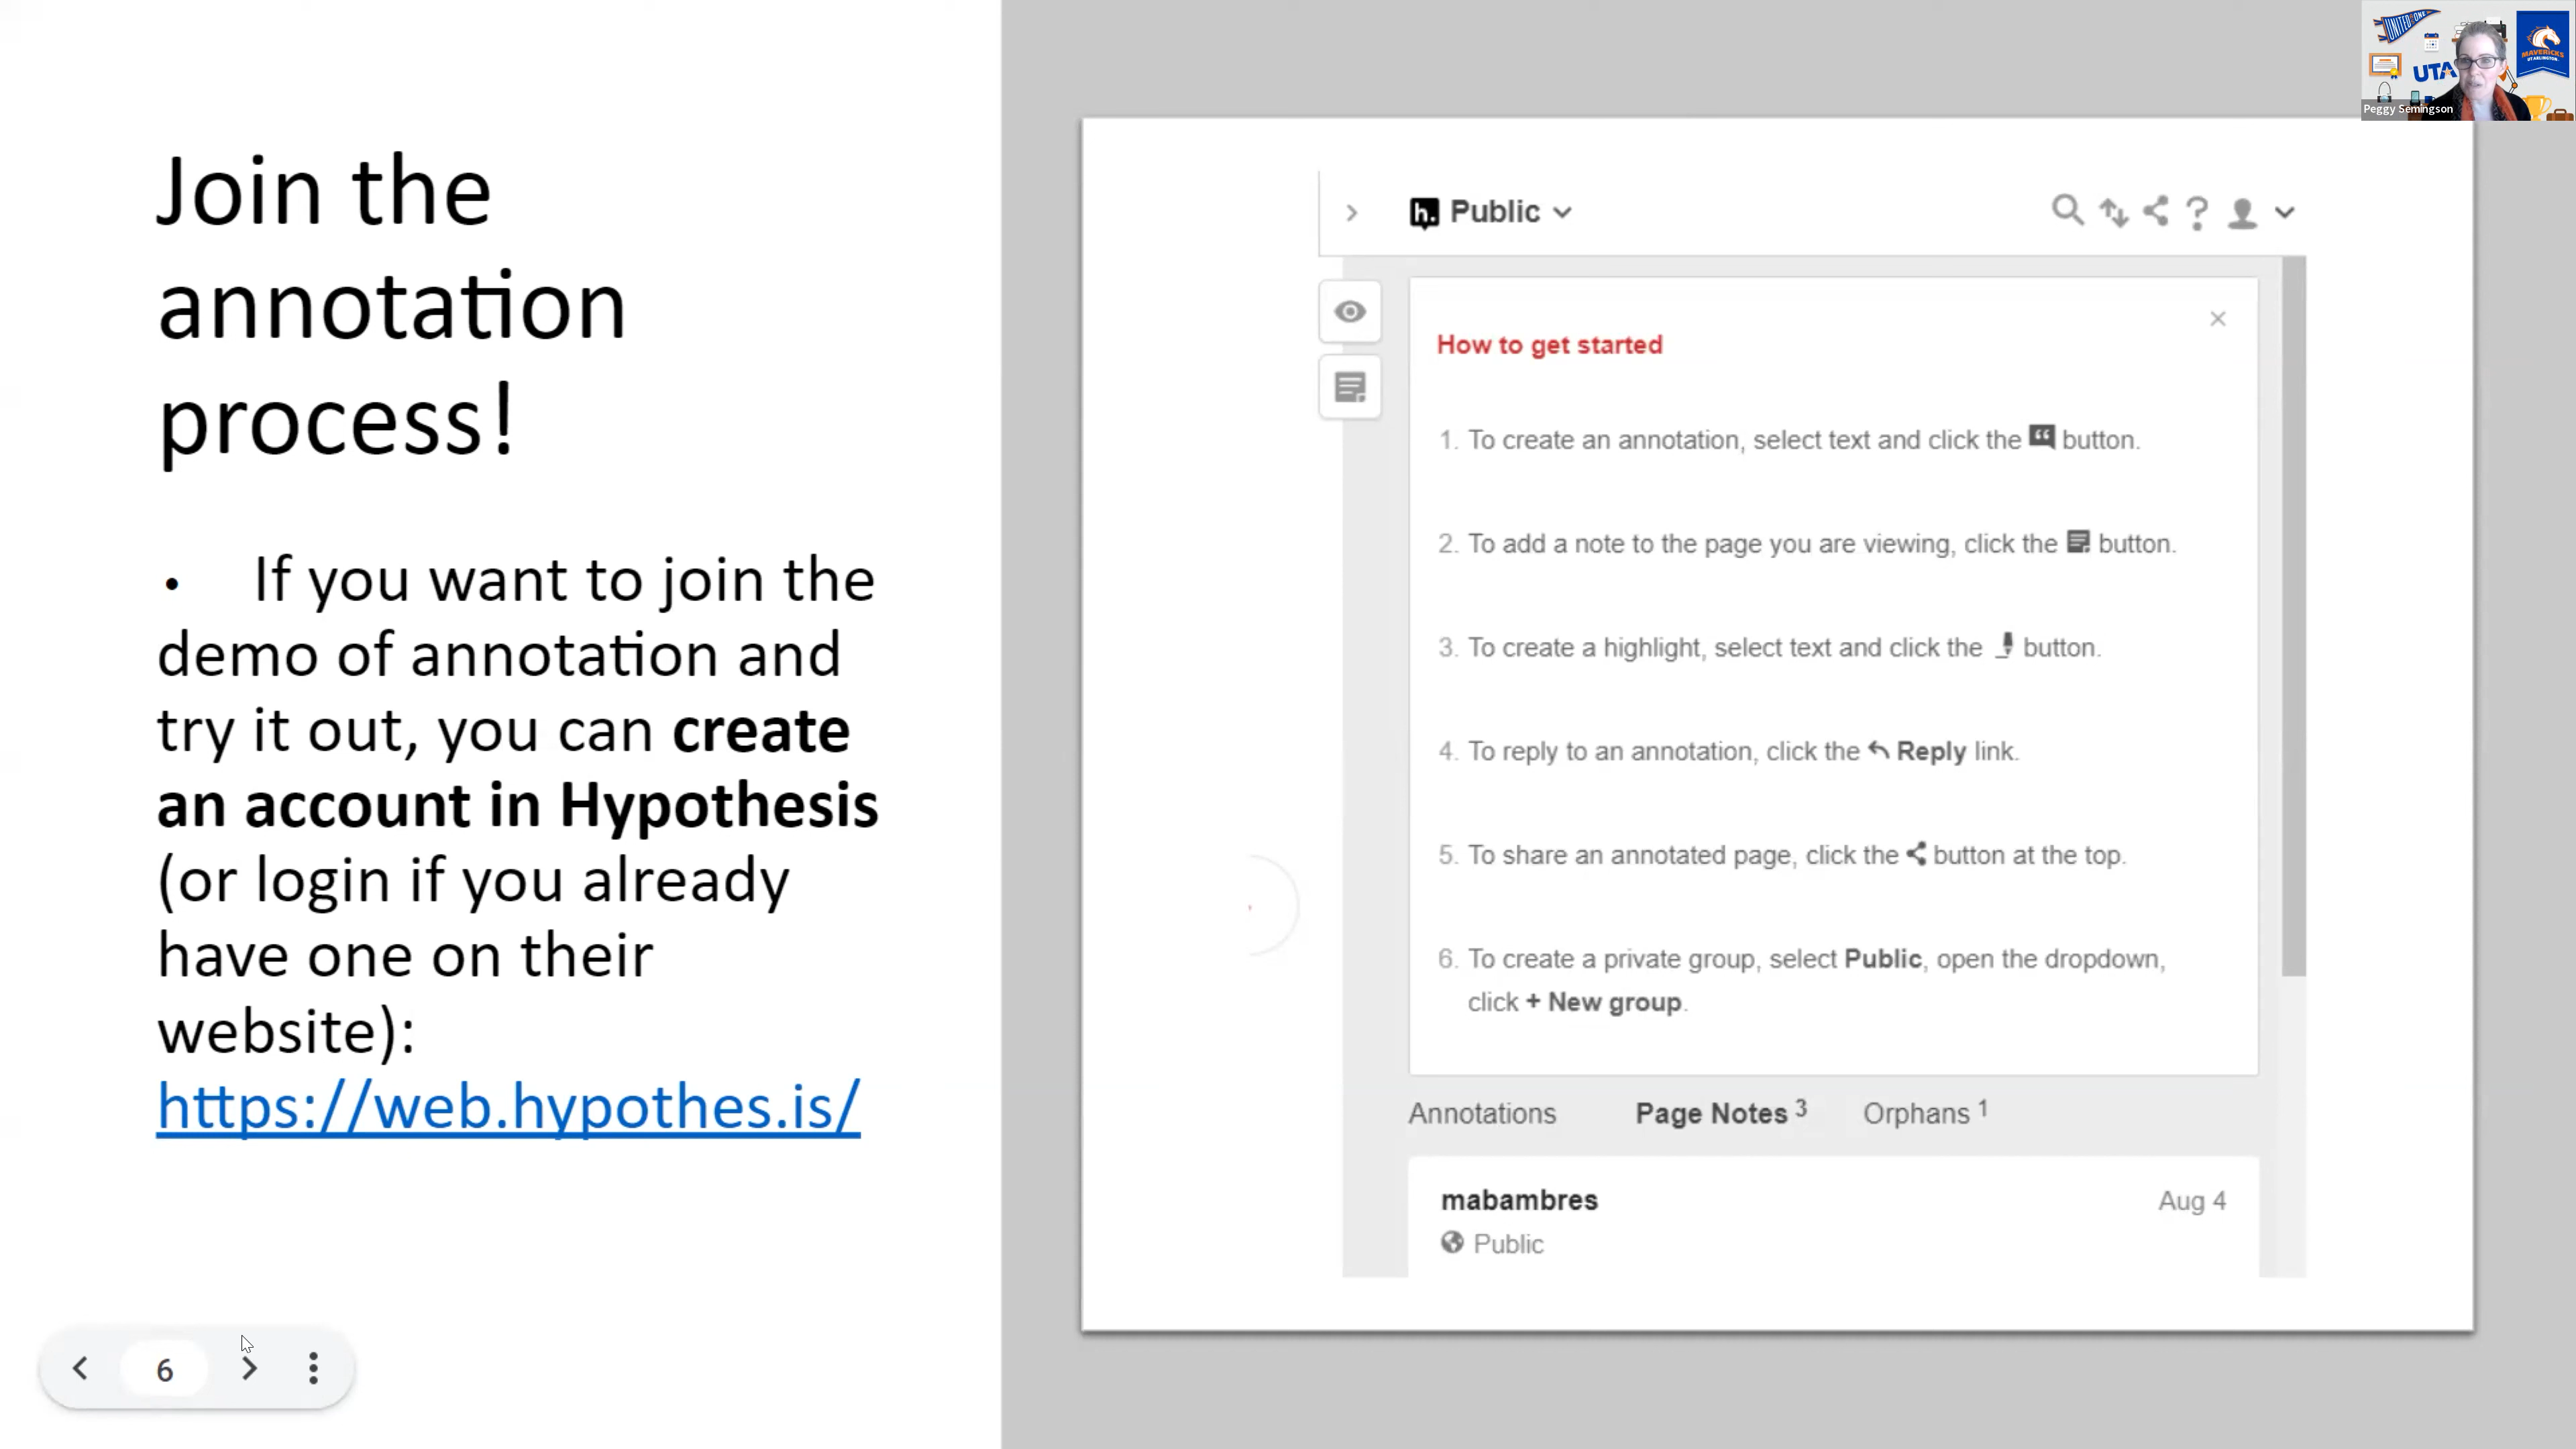 Join the
annotation
process!
• If you want to join the
demo of annotation and
try it out, you can create
an account in Hypothesis
(or login if you already
have one on their
website):
https://web.hypothes.is/
6
h. Public
How to get started
1. To create an annotation, select text and click the button.
2. To add a note to the page you are viewing, click the button.
3. To create a highlight, select text and click the button.
4. To reply to an annotation, click the Reply link.
5. To share an annotated page, click the button at the top.
6. To create a private group, select Public, open the dropdown,
click + New group.
Annotations Page Notes 3 Orphans 1
mabambres Aug 4
Public
UNITED AS ONE
UTA
MAVERICKS
UT ARLINGTON
Peggy Semingson